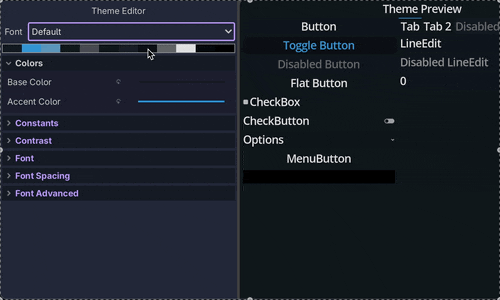 Theme Editor
Font Default
Colors
Base Color
Accent Color
Constants
Contrast
Font
Font Spacing
Font Advanced
Theme Preview
Button
Toggle Button
Disabled Button
Flat Button
CheckBox
CheckButton
Options
MenuButton
Tab Tab 2 Disabled
LineEdit
Disabled LineEdit
0